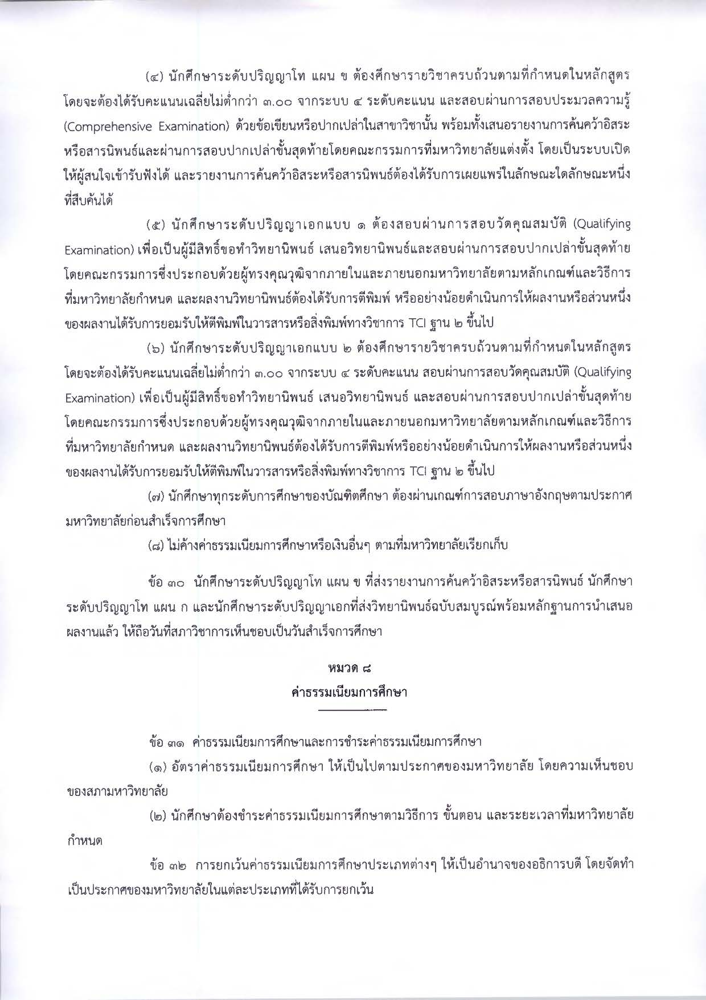 (๔) นักศึกษาระดับปริญญาโท แผน ข ต้องศึกษารายวิชาครบถ้วนตามที่กำหนดในหลักสูตร
โดยจะต้องได้รับคะแนนเฉลี่ยไม่ต่ำกว่า ๓.๐๐ จากระบบ ๔ ระดับคะแนน และสอบผ่านการสอบประมวลความรู้
(Comprehensive Examination) ด้วยข้อเขียนหรือปากเปล่าในสาขาวิชานั้น พร้อมทั้งเสนอรายงานการค้นคว้าอิสระ
หรือสารนิพนธ์และผ่านการสอบปากเปล่าขั้นสุดท้ายโดยคณะกรรมการที่มหาวิทยาลัยแต่งตั้ง โดยเป็นระบบเปิด
ให้ผู้สนใจเข้ารับฟังได้ และรายงานการค้นคว้าอิสระหรือสารนิพนธ์ต้องได้รับการเผยแพร่ในลักษณะใดลักษณะหนึ่ง
ที่สืบค้นได้
(๕) นักศึกษาระดับปริญญาเอกแบบ ๑ ต้องสอบผ่านการสอบวัดคุณสมบัติ (Qualifying
Examination) เพื่อเป็นผู้มีสิทธิ์ขอทำวิทยานิพนธ์ เสนอวิทยานิพนธ์และสอบผ่านการสอบปากเปล่าขั้นสุดท้าย
โดยคณะกรรมการซึ่งประกอบด้วยผู้ทรงคุณวุฒิจากภายในและภายนอกมหาวิทยาลัยตามหลักเกณฑ์และวิธีการ
ที่มหาวิทยาลัยกำหนด และผลงานวิทยานิพนธ์ต้องได้รับการตีพิมพ์ หรืออย่างน้อยดำเนินการให้ผลงานหรือส่วนหนึ่ง
ของผลงานได้รับการยอมรับให้ตีพิมพ์ในวารสารหรือสิ่งพิมพ์ทางวิชาการ TCI ฐาน ๒ ขึ้นไป
(๖) นักศึกษาระดับปริญญาเอกแบบ ๒ ต้องศึกษารายวิชาครบถ้วนตามที่กำหนดในหลักสูตร
โดยจะต้องได้รับคะแนนเฉลี่ยไม่ต่ำกว่า ๓.๐๐ จากระบบ ๔ ระดับคะแนน สอบผ่านการสอบวัดคุณสมบัติ (Qualifying
Examination) เพื่อเป็นผู้มีสิทธิ์ขอทำวิทยานิพนธ์ เสนอวิทยานิพนธ์ และสอบผ่านการสอบปากเปล่าขั้นสุดท้าย
โดยคณะกรรมการซึ่งประกอบด้วยผู้ทรงคุณวุฒิจากภายในและภายนอกมหาวิทยาลัยตามหลักเกณฑ์และวิธีการ
ที่มหาวิทยาลัยกำหนด และผลงานวิทยานิพนธ์ต้องได้รับการตีพิมพ์หรืออย่างน้อยดำเนินการให้ผลงานหรือส่วนหนึ่ง
ของผลงานได้รับการยอมรับให้ตีพิมพ์ในวารสารหรือสิ่งพิมพ์ทางวิชาการ TCI ฐาน ๒ ขึ้นไป
(๗) นักศึกษาทุกระดับการศึกษาของบัณฑิตศึกษา ต้องผ่านเกณฑ์การสอบภาษาอังกฤษตามประกาศ
มหาวิทยาลัยก่อนสำเร็จการศึกษา
(๘) ไม่ค้างค่าธรรมเนียมการศึกษาหรือเงินอื่นๆ ตามที่มหาวิทยาลัยเรียกเก็บ
ข้อ ๓๐ นักศึกษาระดับปริญญาโท แผน ข ที่ส่งรายงานการค้นคว้าอิสระหรือสารนิพนธ์ นักศึกษา
ระดับปริญญาโท แผน ก และนักศึกษาระดับปริญญาเอกที่ส่งวิทยานิพนธ์ฉบับสมบูรณ์พร้อมหลักฐานการนำเสนอ
ผลงานแล้ว ให้ถือวันที่สภาวิชาการเห็นชอบเป็นวันสำเร็จการศึกษา
หมวด ๘
ค่าธรรมเนียมการศึกษา
ข้อ ๓๑ ค่าธรรมเนียมการศึกษาและการชำระค่าธรรมเนียมการศึกษา
(๑) อัตราค่าธรรมเนียมการศึกษา ให้เป็นไปตามประกาศของมหาวิทยาลัย โดยความเห็นชอบ
ของสภามหาวิทยาลัย
(๒) นักศึกษาต้องชำระค่าธรรมเนียมการศึกษาตามวิธีการ ขั้นตอน และระยะเวลาที่มหาวิทยาลัย
กำหนด
ข้อ ๓๒ การยกเว้นค่าธรรมเนียมการศึกษาประเภทต่างๆ ให้เป็นอำนาจของอธิการบดี โดยจัดทำ
เป็นประกาศของมหาวิทยาลัยในแต่ละประเภทที่ได้รับการยกเว้น